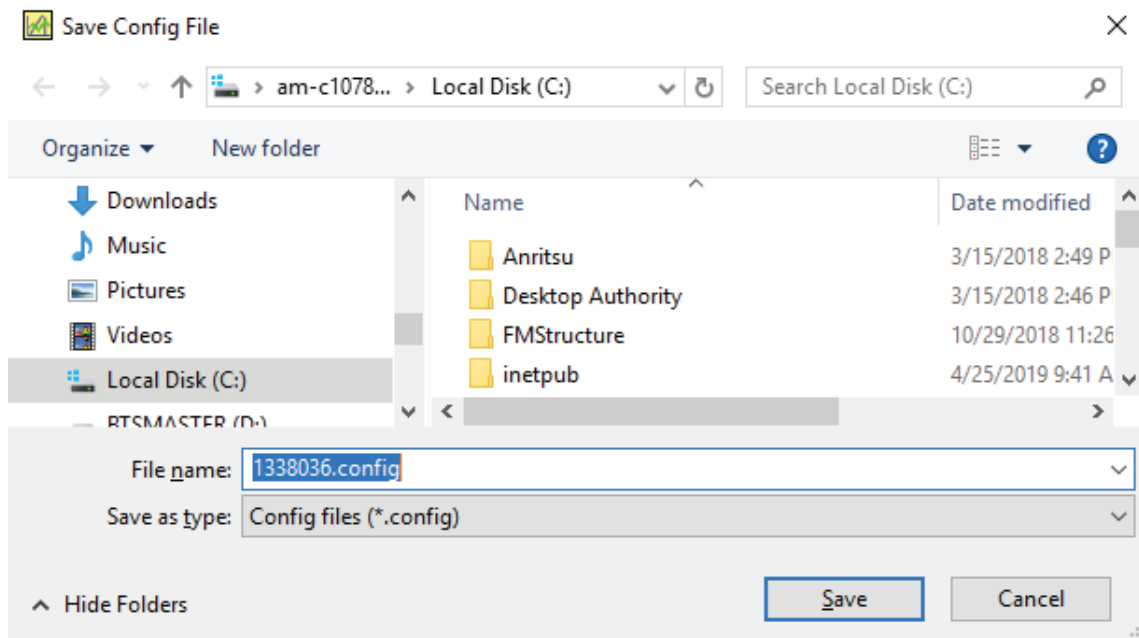 Save Config File
am-c1078... > Local Disk (C:)
Search Local Disk (C:)
Organize
New folder
Downloads
Music
Pictures
Videos
Local Disk (C:)
BTSMASTER (D:)
Name
Date modified
Anritsu
3/15/2018 2:49 P
Desktop Authority
3/15/2018 2:46 P
FMStructure
10/29/2018 11:26
inetpub
4/25/2019 9:41 A
File name: 1338036.config
Save as type: Config files (*.config)
Hide Folders
Save
Cancel